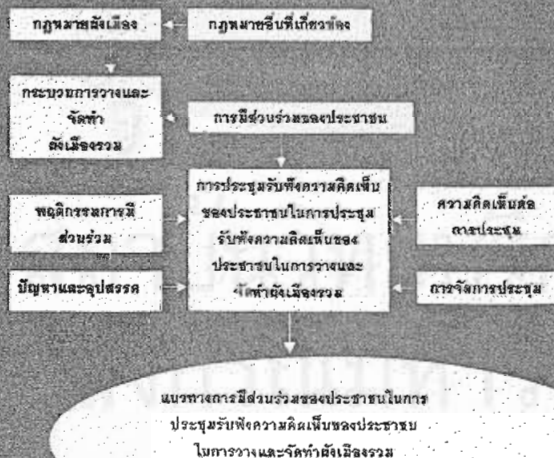 กฎหมายผังเมือง
กฎหมายอื่นที่เกี่ยวข้อง
กระบวนการวางและ
จัดทำ
ผังเมืองรวม
การมีส่วนร่วมของประชาชน
การประชุมรับฟังความคิดเห็น
ของประชาชนในการประชุม
รับฟังความคิดเห็นของ
ประชาชนในการวางและ
จัดทำผังเมืองรวม
พฤติกรรมการมี
ส่วนร่วม
ความคิดเห็นต่อ
การประชุม
ปัญหาและอุปสรรค
การจัดการประชุม
แนวทางการมีส่วนร่วมของประชาชนในการ
ประชุมรับฟังความคิดเห็นของประชาชน
ในการวางและจัดทำผังเมืองรวม